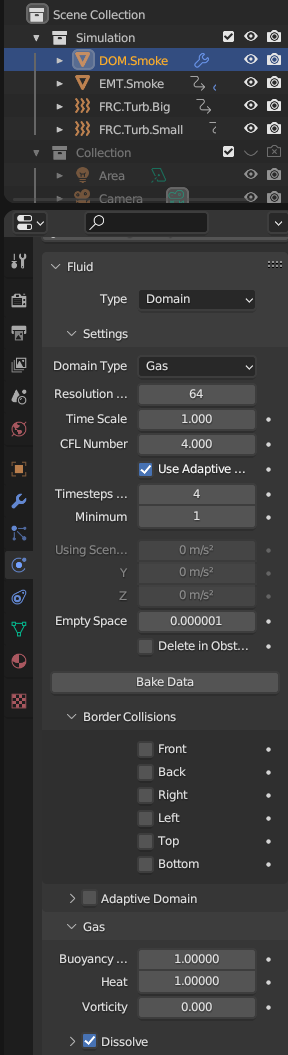 Scene Collection
Simulation
DOM.Smoke
EMT.Smoke
FRC.Turb.Big
FRC.Turb.Small
Collection
Area
Camera
Fluid
Type Domain
Settings
Domain Type Gas
Resolution ... 64
Time Scale 1.000
CFL Number 4.000
Use Adaptive ...
Timesteps ... 4
Minimum 1
Using Scen... 0 m/s²
Y 0 m/s²
Z 0 m/s²
Empty Space 0.000001
Delete in Obst...
Bake Data
Border Collisions
Front
Back
Right
Left
Top
Bottom
Adaptive Domain
Gas
Buoyancy ... 1.00000
Heat 1.00000
Vorticity 0.000
Dissolve